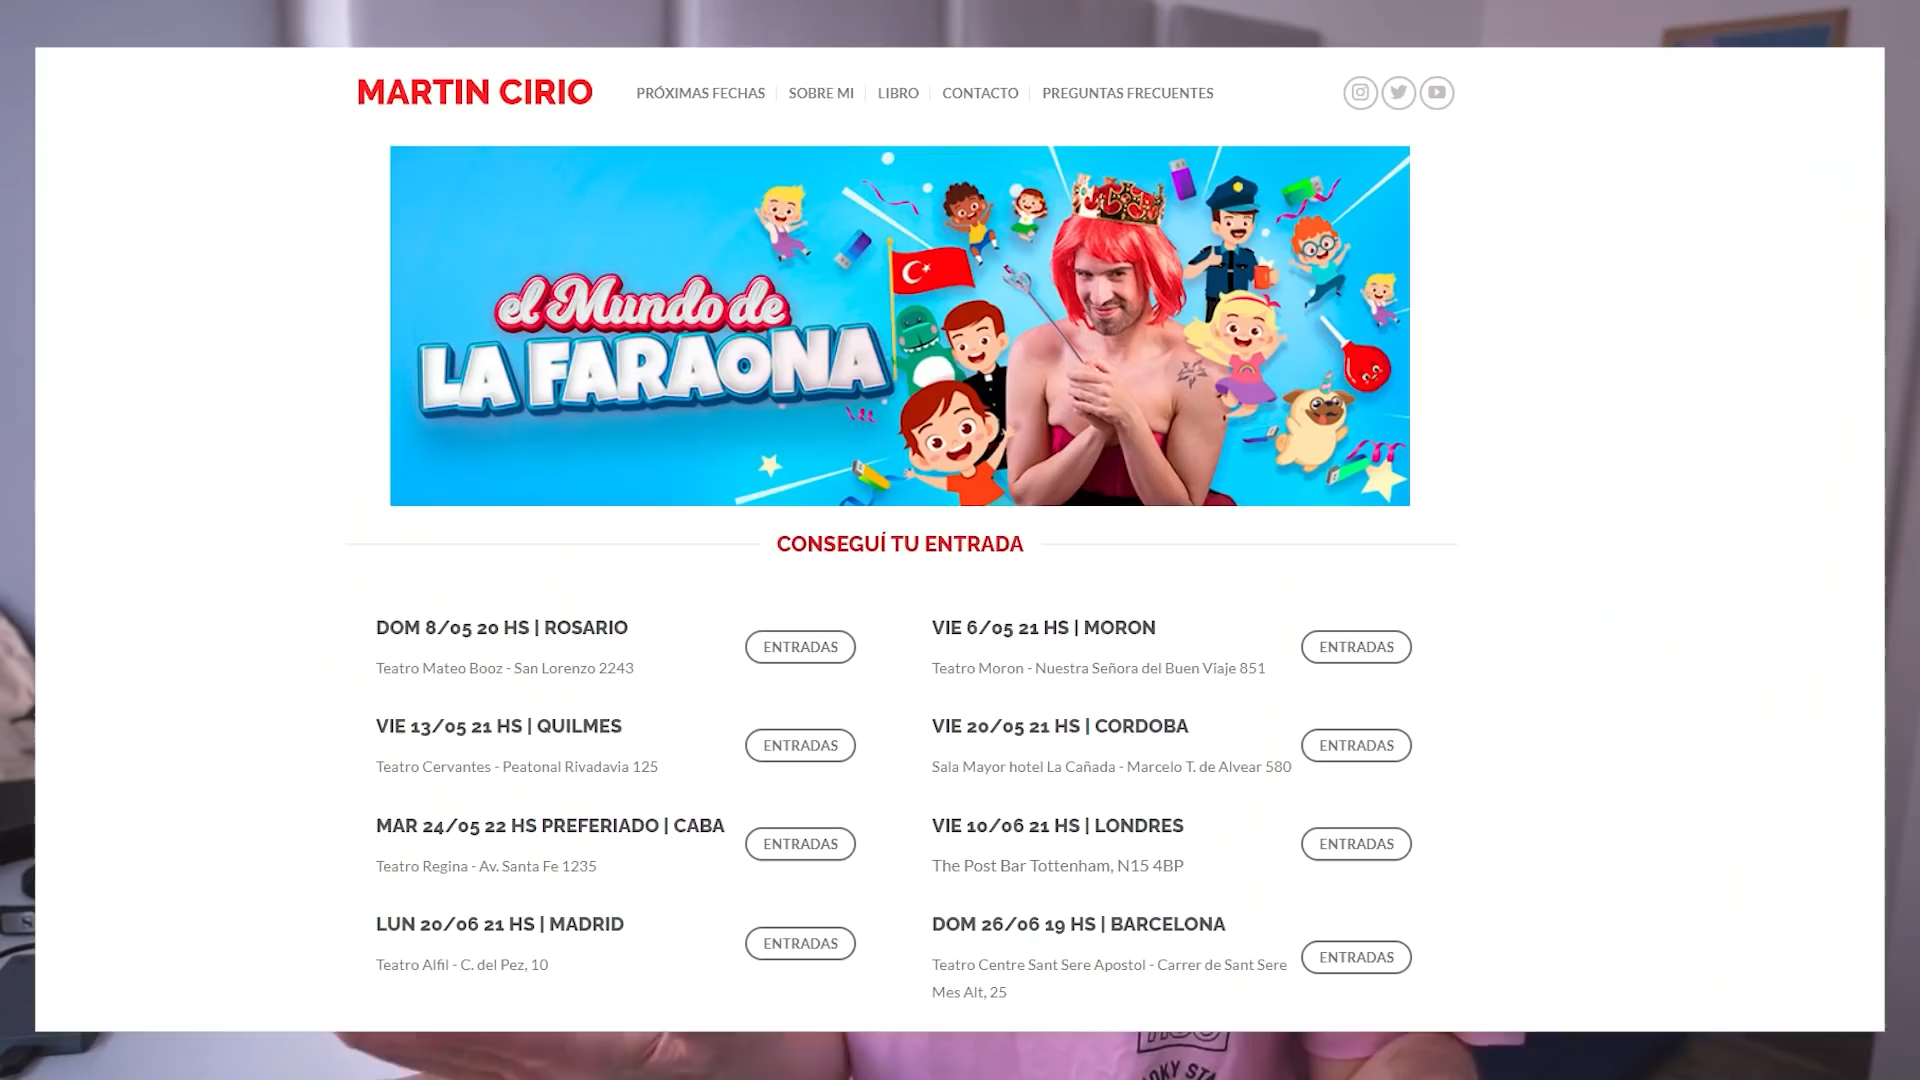 MARTIN CIRIO
PRÓXIMAS FECHAS
SOBRE MI
LIBRO
CONTACTO
PREGUNTAS FRECUENTES
el Mundo de
LA FARAONA
CONSEGUÍ TU ENTRADA
DOM 8/05 20 HS | ROSARIO
Teatro Mateo Booz - San Lorenzo 2243
ENTRADAS
VIE 6/05 21 HS | MORON
Teatro Moron - Nuestra Señora del Buen Viaje 851
ENTRADAS
VIE 13/05 21 HS | QUILMES
Teatro Cervantes - Peatonal Rivadavia 125
ENTRADAS
VIE 20/05 21 HS | CORDOBA
Sala Mayor hotel La Cañada - Marcelo T. de Alvear 580
ENTRADAS
MAR 24/05 22 HS PREFERIADO | CABA
Teatro Regina - Av. Santa Fe 1235
ENTRADAS
VIE 10/06 21 HS | LONDRES
The Post Bar Tottenham, N15 4BP
ENTRADAS
LUN 20/06 21 HS | MADRID
Teatro Alfil - C. del Pez, 10
ENTRADAS
DOM 26/06 19 HS | BARCELONA
Teatro Centre Sant Sere Apostol - Carrer de Sant Sere
Mes Alt, 25
ENTRADAS